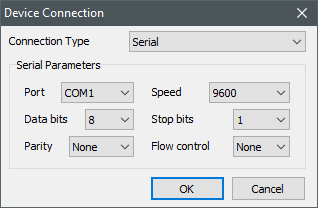 Device Connection
Connection Type Serial
Serial Parameters
Port COM1 Speed 9600
Data bits 8 Stop bits 1
Parity None Flow control None
OK Cancel